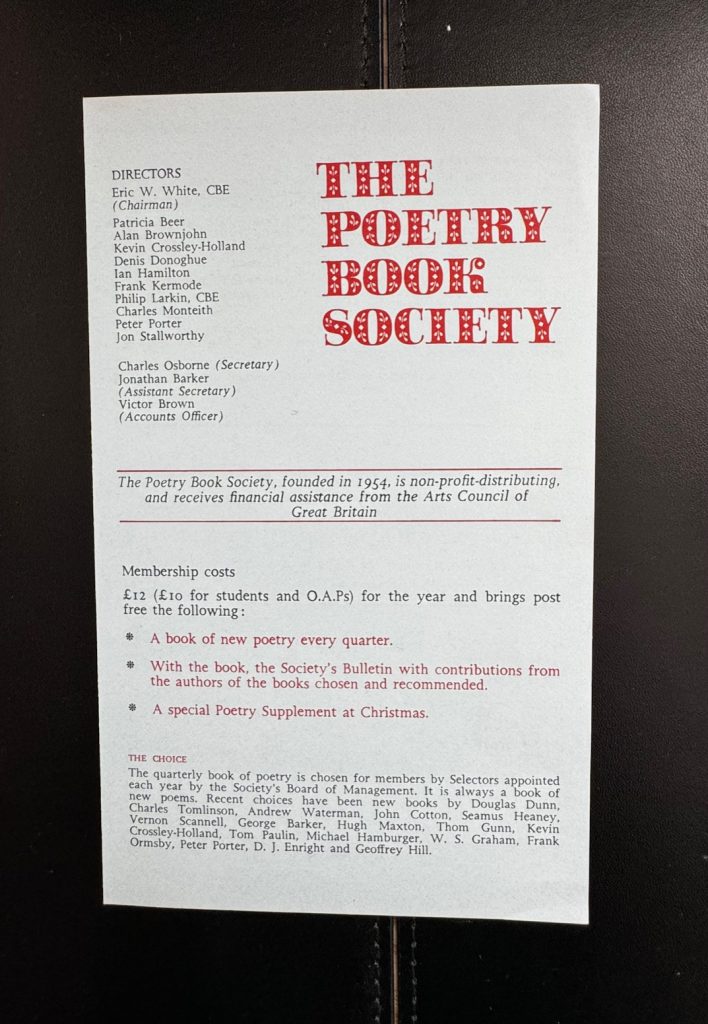 DIRECTORS
Eric W. White, CBE
(Chairman)
Patricia Beer
Alan Brownjohn
Kevin Crossley-Holland
Denis Donoghue
Ian Hamilton
Frank Kermode
Philip Larkin, CBE
Charles Monteith
Peter Porter
Jon Stallworthy
Charles Osborne (Secretary)
Jonathan Barker
(Assistant Secretary)
Victor Brown
(Accounts Officer)
THE
POETRY
BOOK
SOCIETY
The Poetry Book Society, founded in 1954, is non-profit-distributing,
and receives financial assistance from the Arts Council of
Great Britain
Membership costs
£12 (£10 for students and O.A.Ps) for the year and brings post
free the following:
* A book of new poetry every quarter.
* With the book, the Society's Bulletin with contributions from
the authors of the books chosen and recommended.
* A special Poetry Supplement at Christmas.
THE CHOICE
The quarterly book of poetry is chosen for members by Selectors appointed
each year by the Society's Board of Management. It is always a book of
new poems. Recent choices have been new books by Douglas Dunn,
Charles Tomlinson, Andrew Waterman, John Cotton, Seamus Heaney,
Vernon Scannell, George Barker, Hugh Maxton, Thom Gunn, Kevin
Crossley-Holland, Tom Paulin, Michael Hamburger, W. S. Graham, Frank
Ormsby, Peter Porter, D. J. Enright and Geoffrey Hill.